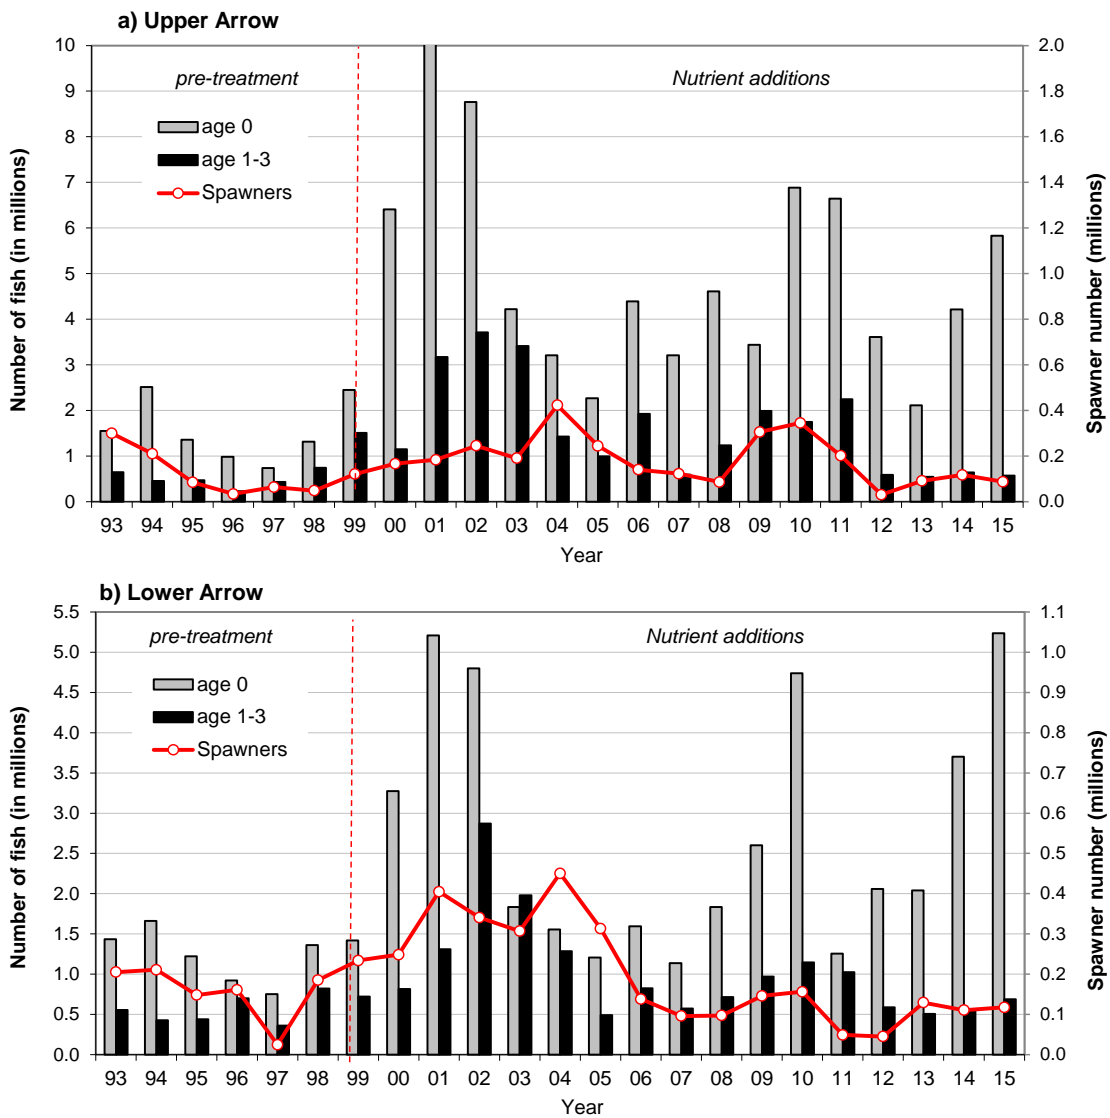 a) Upper Arrow
pre-treatment
Nutrient additions
age 0
age 1-3
Spawners
Number of fish (in millions)
10
9
8
7
6
5
4
3
2
1
0
Spawner number (millions)
2.0
1.8
1.6
1.4
1.2
1.0
0.8
0.6
0.4
0.2
0.0
93 94 95 96 97 98 99 00 01 02 03 04 05 06 07 08 09 10 11 12 13 14 15
Year
b) Lower Arrow
pre-treatment
Nutrient additions
age 0
age 1-3
Spawners
Number of fish (in millions)
5.5
5.0
4.5
4.0
3.5
3.0
2.5
2.0
1.5
1.0
0.5
0.0
Spawner number (millions)
1.1
1.0
0.9
0.8
0.7
0.6
0.5
0.4
0.3
0.2
0.1
0.0
93 94 95 96 97 98 99 00 01 02 03 04 05 06 07 08 09 10 11 12 13 14 15
Year